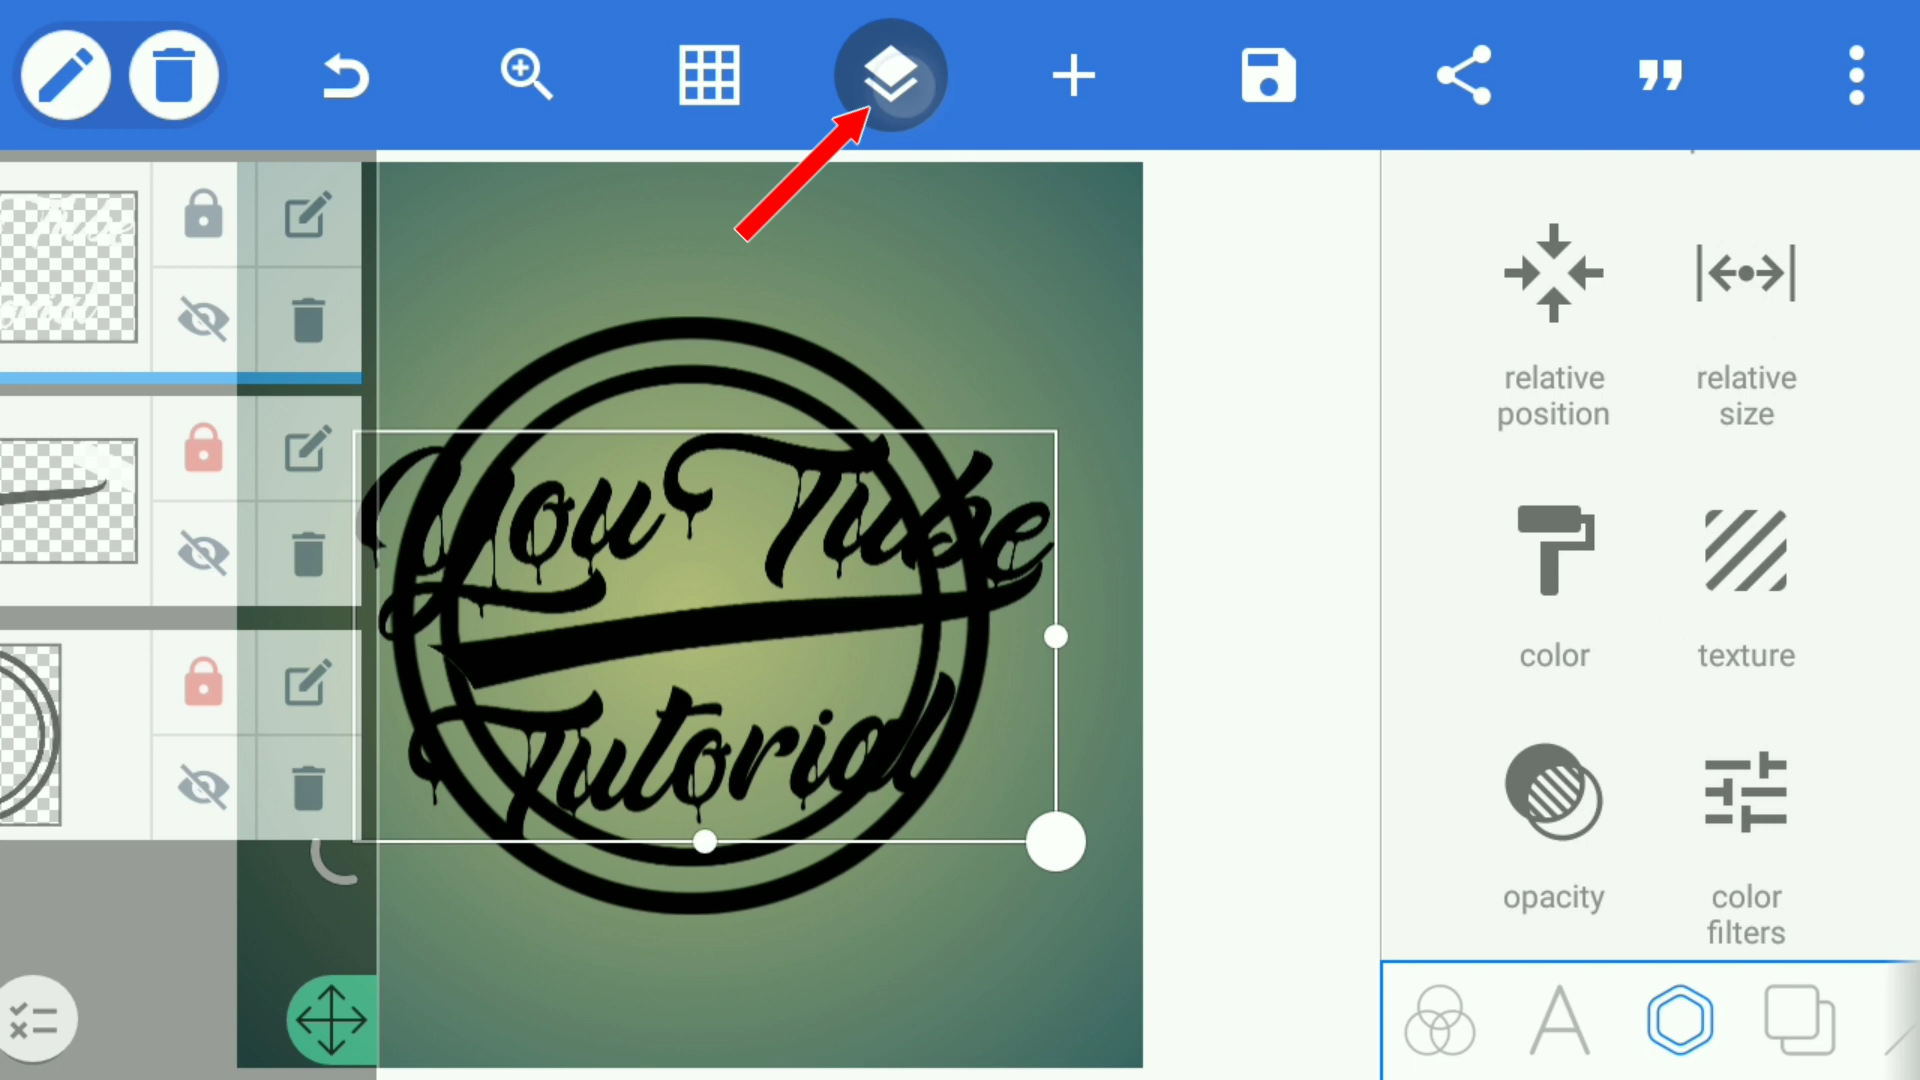 You Tube
Tutorial
relative
position
relative
size
color
texture
opacity
color
filters